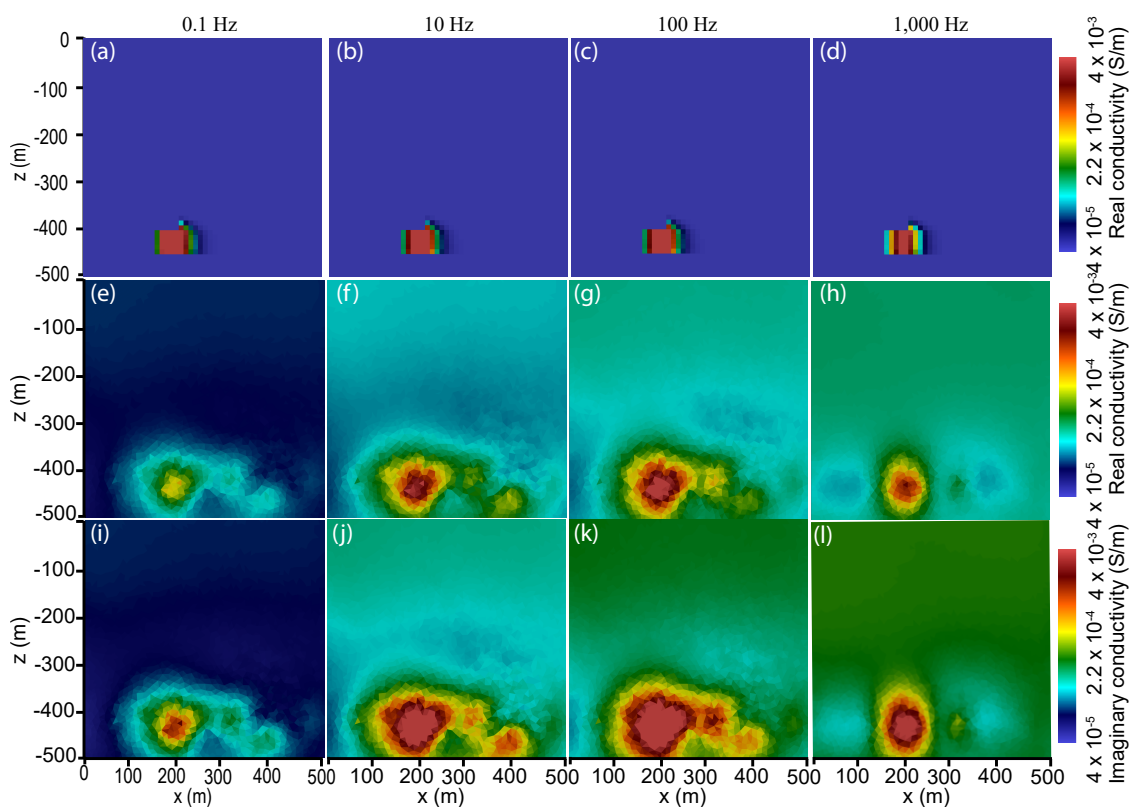 0.1 Hz 10 Hz 100 Hz 1,000 Hz
(a) (b) (c) (d)
0
-100
-200
-300
-400
-500
z (m)
4 x 10-5 2.2 x 10-4 4 x 10-3
Real conductivity (S/m)
(e) (f) (g) (h)
-100
-200
-300
-400
-500
z (m)
4 x 10-5 2.2 x 10-4 4 x 10-3
Real conductivity (S/m)
(i) (j) (k) (l)
-100
-200
-300
-400
-500
z (m)
4 x 10-5 2.2 x 10-4 4 x 10-3
Imaginary conductivity (S/m)
0 100 200 300 400 500 100 200 300 400 500 100 200 300 400 500 100 200 300 400 500
x (m) x (m) x (m) x (m)